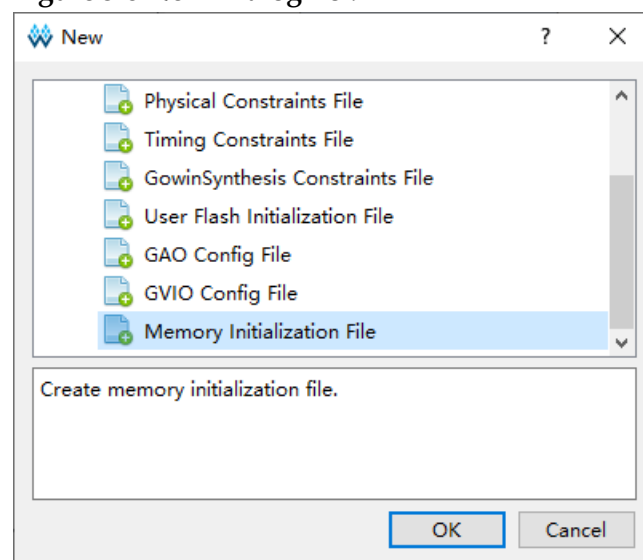 New
?
Physical Constraints File
Timing Constraints File
GowinSynthesis Constraints File
User Flash Initialization File
GAO Config File
GVIO Config File
Memory Initialization File
Create memory initialization file.
OK
Cancel